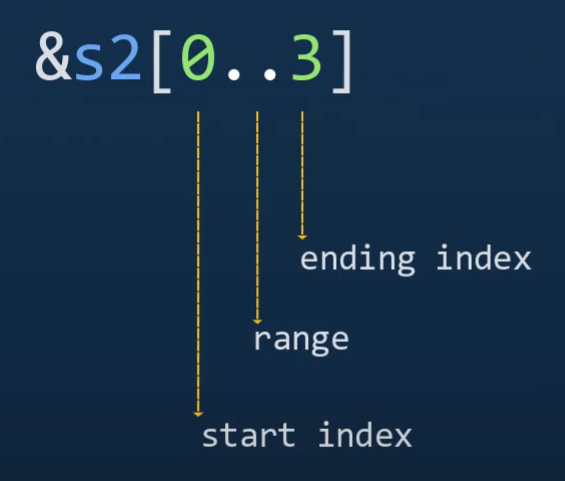 &s2[0..3]
ending index
range
start index